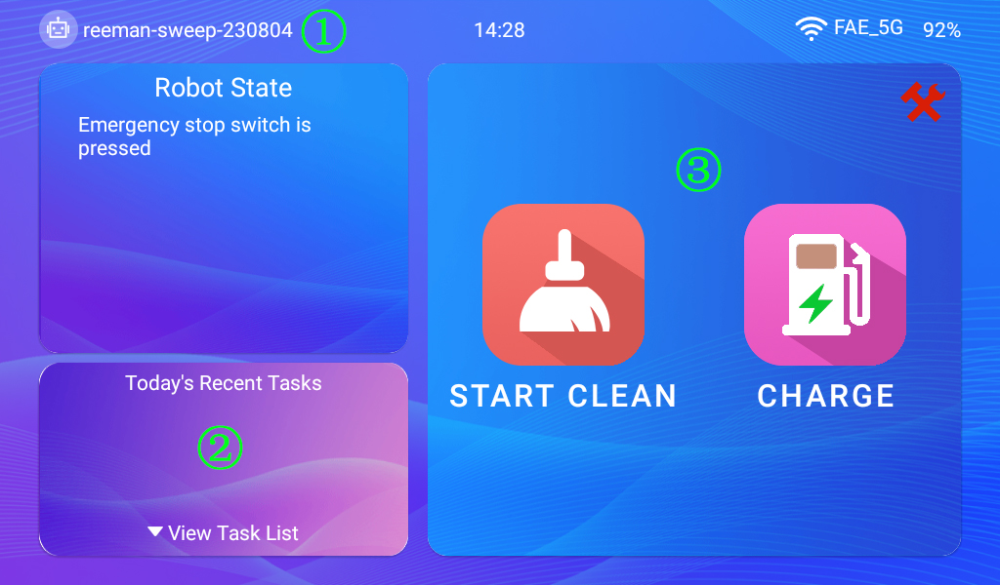 reeman-sweep-230804 ① 14:28 FAE_5G 92%
Robot State
Emergency stop switch is
pressed
Today's Recent Tasks
②
View Task List
③
START CLEAN CHARGE